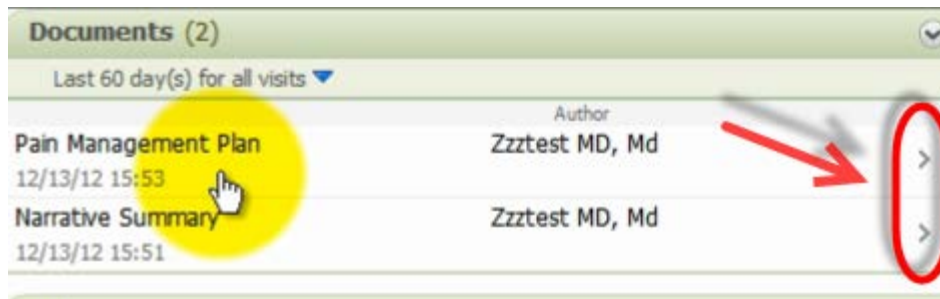 Documents (2)
Last 60 day(s) for all visits
Author
Pain Management Plan Zzztest MD, Md
12/13/12 15:53
Narrative Summary Zzztest MD, Md
12/13/12 15:51